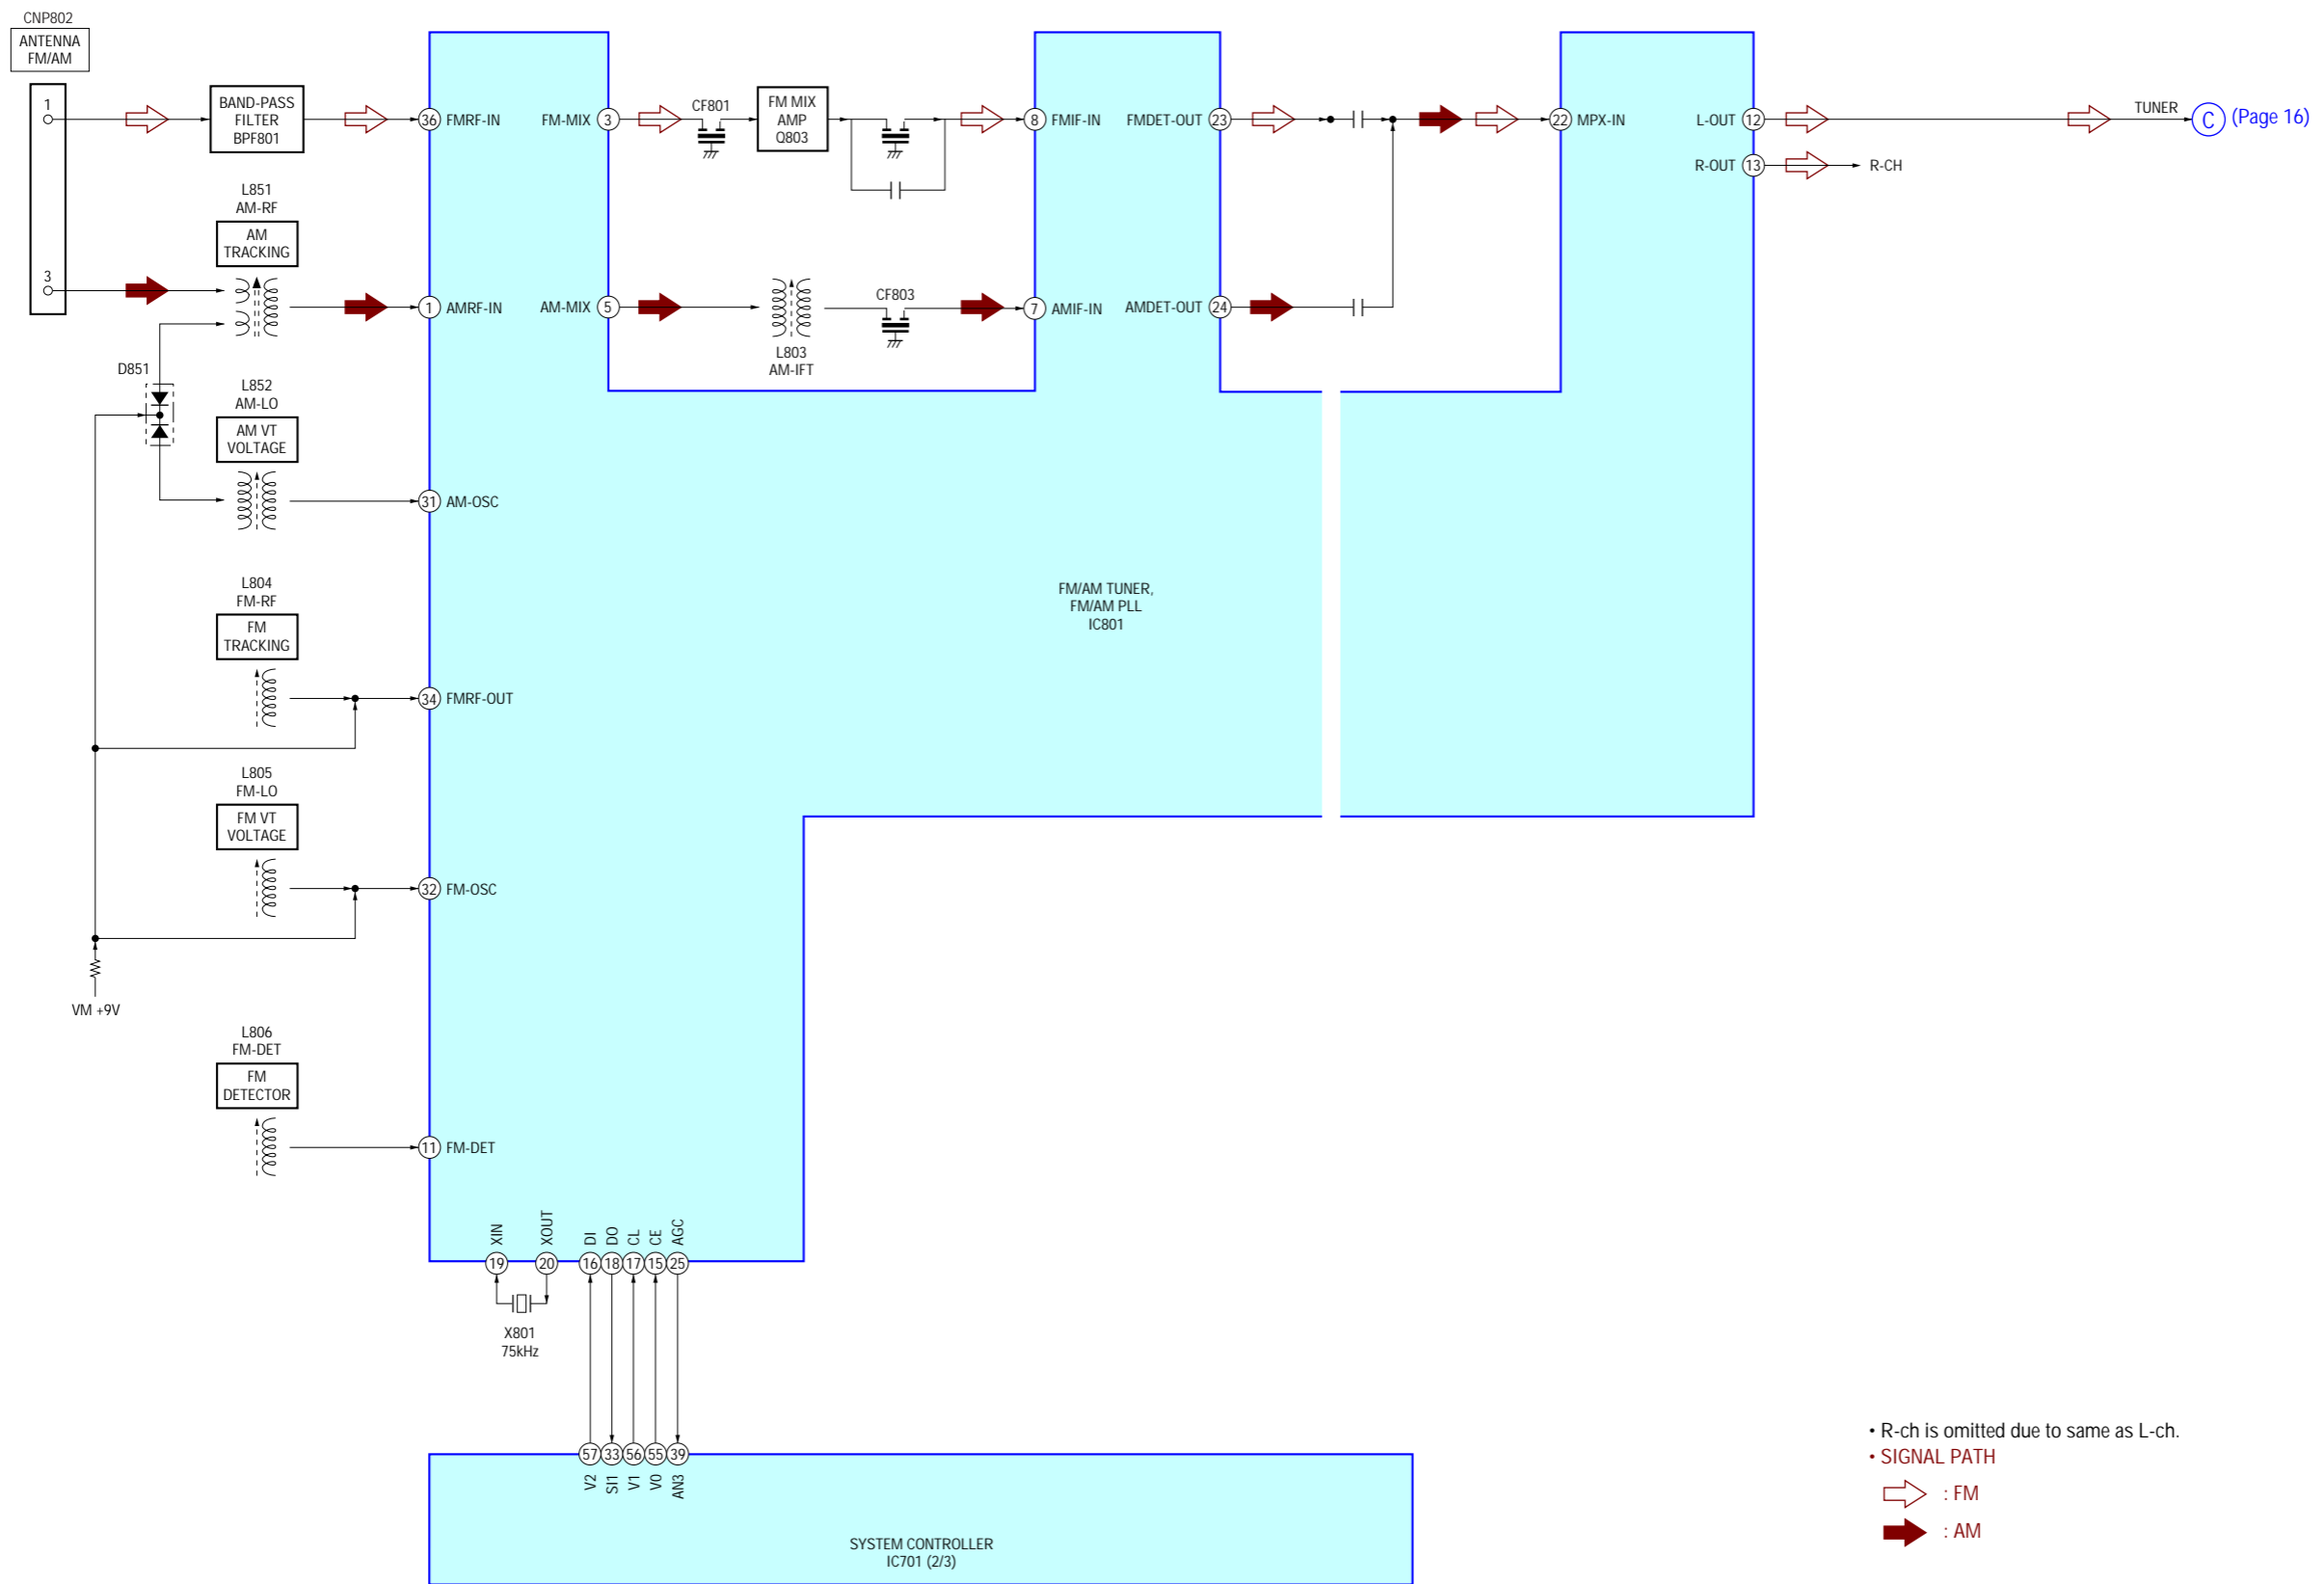 CNP802
ANTENNA
FM/AM
1
3
BAND-PASS
FILTER
BPF801
L851
AM-RF
AM
TRACKING
D851
L852
AM-LO
AM VT
VOLTAGE
L804
FM-RF
FM
TRACKING
L805
FM-LO
FM VT
VOLTAGE
VM +9V
L806
FM-DET
FM
DETECTOR
36 FMRF-IN
1 AMRF-IN
31 AM-OSC
34 FMRF-OUT
32 FM-OSC
11 FM-DET
FM-MIX 3
AM-MIX 5
CF801
FM MIX
AMP
Q803
L803
AM-IFT
CF803
8 FMIF-IN
7 AMIF-IN
FMDET-OUT 23
AMDET-OUT 24
22 MPX-IN
L-OUT 12
R-OUT 13
R-CH
TUNER
C (Page 16)
FM/AM TUNER,
FM/AM PLL
IC801
XIN
XOUT
DI
DO
CL
CE
AGC
19 20 16 18 17 15 25
X801
75kHz
57 33 56 55 39
V2
SI1
V1
V0
AN3
SYSTEM CONTROLLER
IC701 (2/3)
• R-ch is omitted due to same as L-ch.
• SIGNAL PATH
: FM
: AM